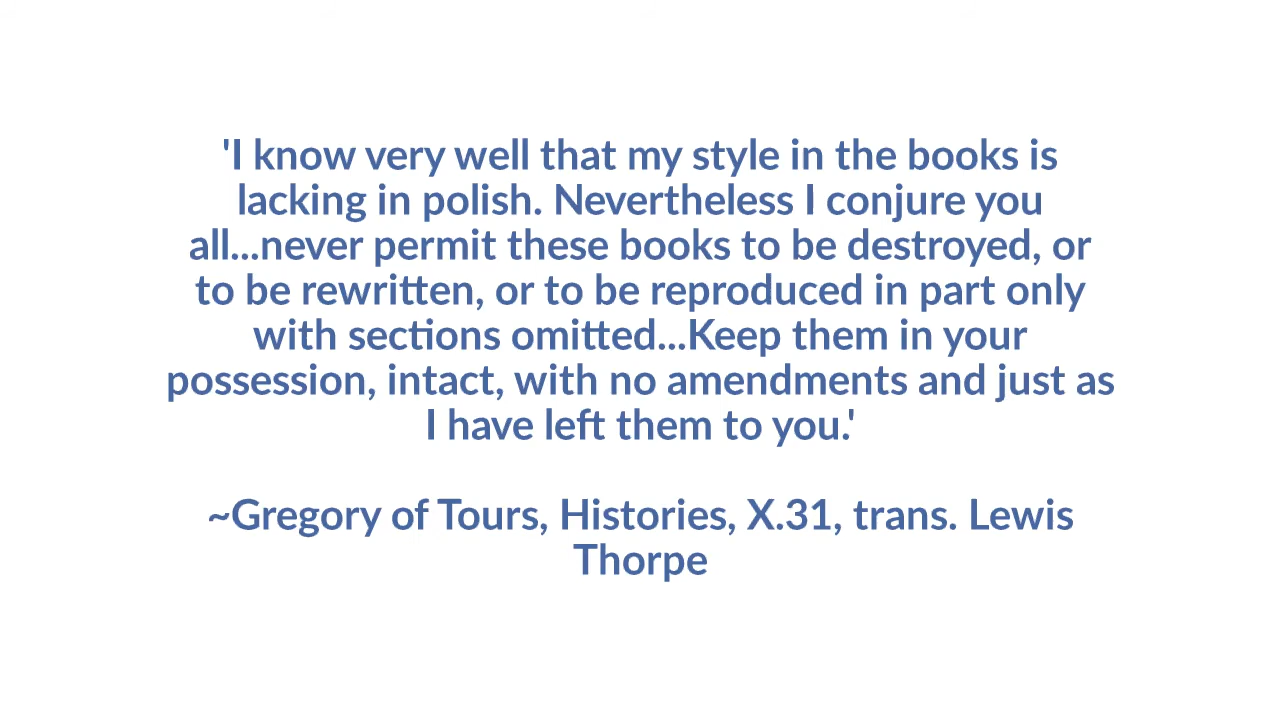 'I know very well that my style in the books is
lacking in polish. Nevertheless I conjure you
all...never permit these books to be destroyed, or
to be rewritten, or to be reproduced in part only
with sections omitted...Keep them in your
possession, intact, with no amendments and just as
I have left them to you.'
~Gregory of Tours, Histories, X.31, trans. Lewis
Thorpe